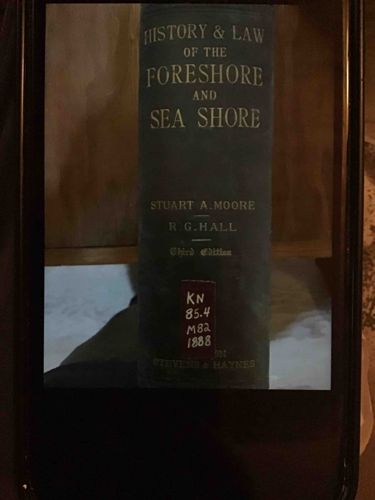 HISTORY & LAW
OF THE
FORESHORE
AND
SEA SHORE
STUART A. MOORE
R. G. HALL
Third Edition
KN
85.4
M82
1888
STEVENS & HAYNES